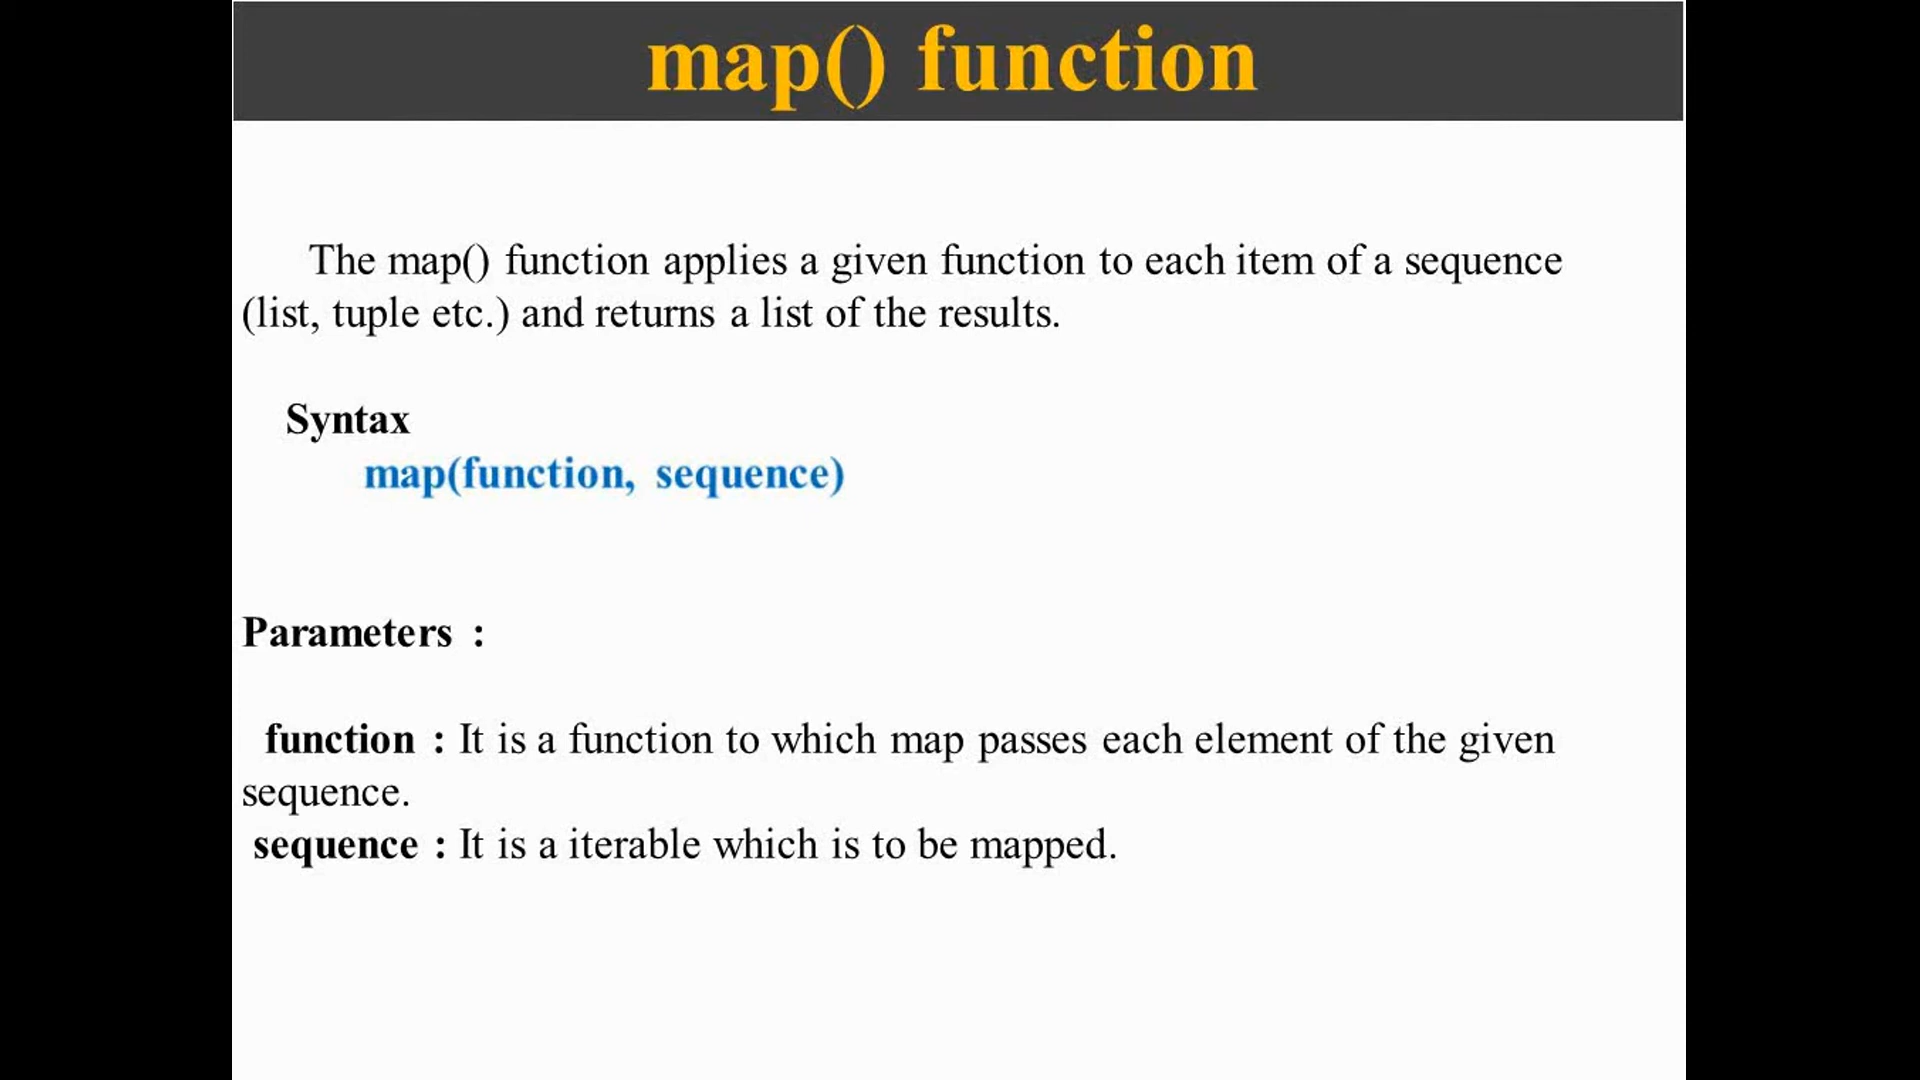 map() function
The map() function applies a given function to each item of a sequence
(list, tuple etc.) and returns a list of the results.
Syntax
map(function, sequence)
Parameters :
function : It is a function to which map passes each element of the given
sequence.
sequence : It is a iterable which is to be mapped.